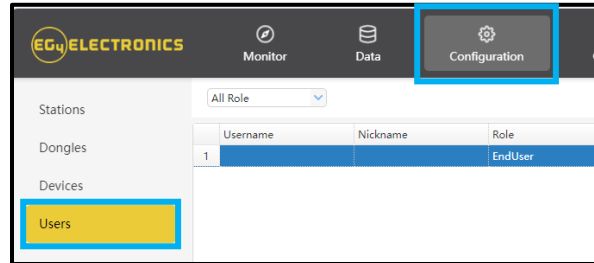 EG4 ELECTRONICS
Monitor
Data
Configuration
Stations
Dongles
Devices
Users
All Role
Username Nickname Role
1 EndUser